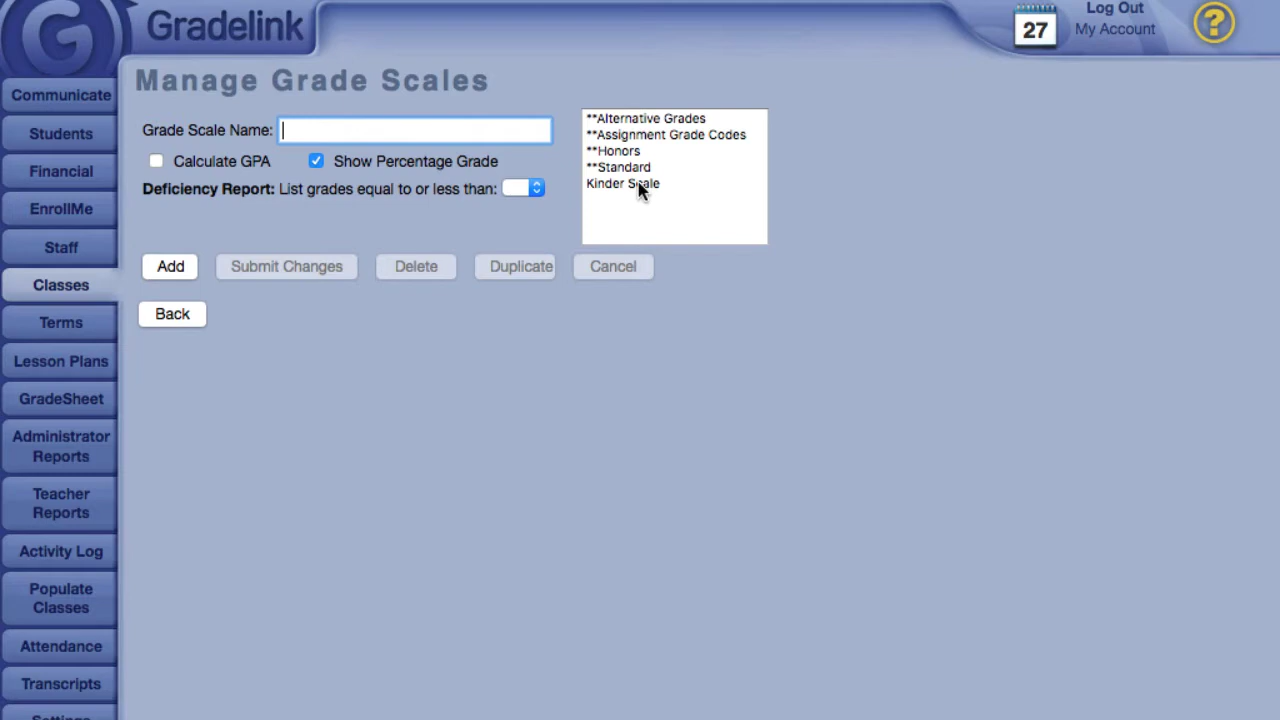 G
Gradelink
27
Log Out
My Account
?
Communicate
Students
Financial
EnrollMe
Staff
Classes
Terms
Lesson Plans
GradeSheet
Administrator
Reports
Teacher
Reports
Activity Log
Populate
Classes
Attendance
Transcripts
Settings
Manage Grade Scales
Grade Scale Name:
Calculate GPA
Show Percentage Grade
Deficiency Report: List grades equal to or less than:
**Alternative Grades
**Assignment Grade Codes
**Honors
**Standard
Kinder Scale
Add
Submit Changes
Delete
Duplicate
Cancel
Back